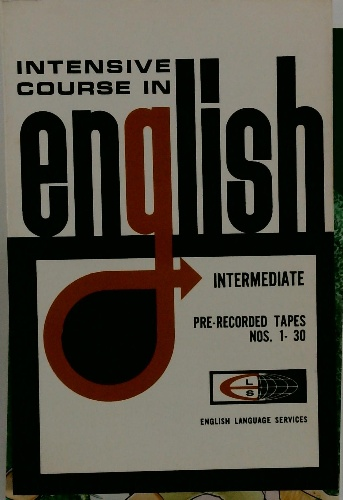 INTENSIVE
COURSE IN
english
INTERMEDIATE
PRE-RECORDED TAPES
NOS. 1- 30
ELS
ENGLISH LANGUAGE SERVICES